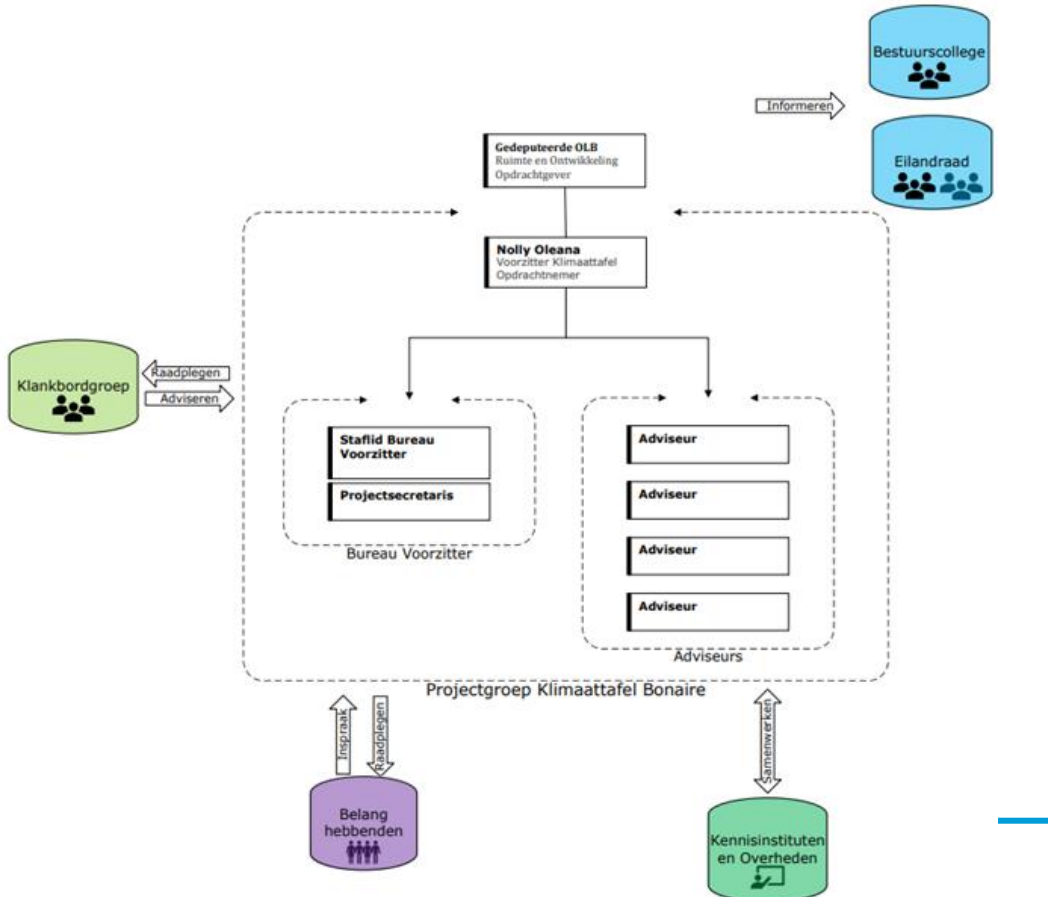 Bestuurscollege
Informeren
Eilandraad
Gedeputeerde OLB
Ruimte en Ontwikkeling
Opdrachtgever
Nolly Oleana
Voorzitter Klimaattafel
Opdrachtnemer
Klankbordgroep
Raadplegen
Adviseren
Staflid Bureau
Voorzitter
Projectsecretaris
Bureau Voorzitter
Adviseur
Adviseur
Adviseur
Adviseur
Adviseurs
Projectgroep Klimaattafel Bonaire
Inspraak
Raadplegen
Samenwerken
Belang
hebbenden
Kennisinstituten
en Overheden